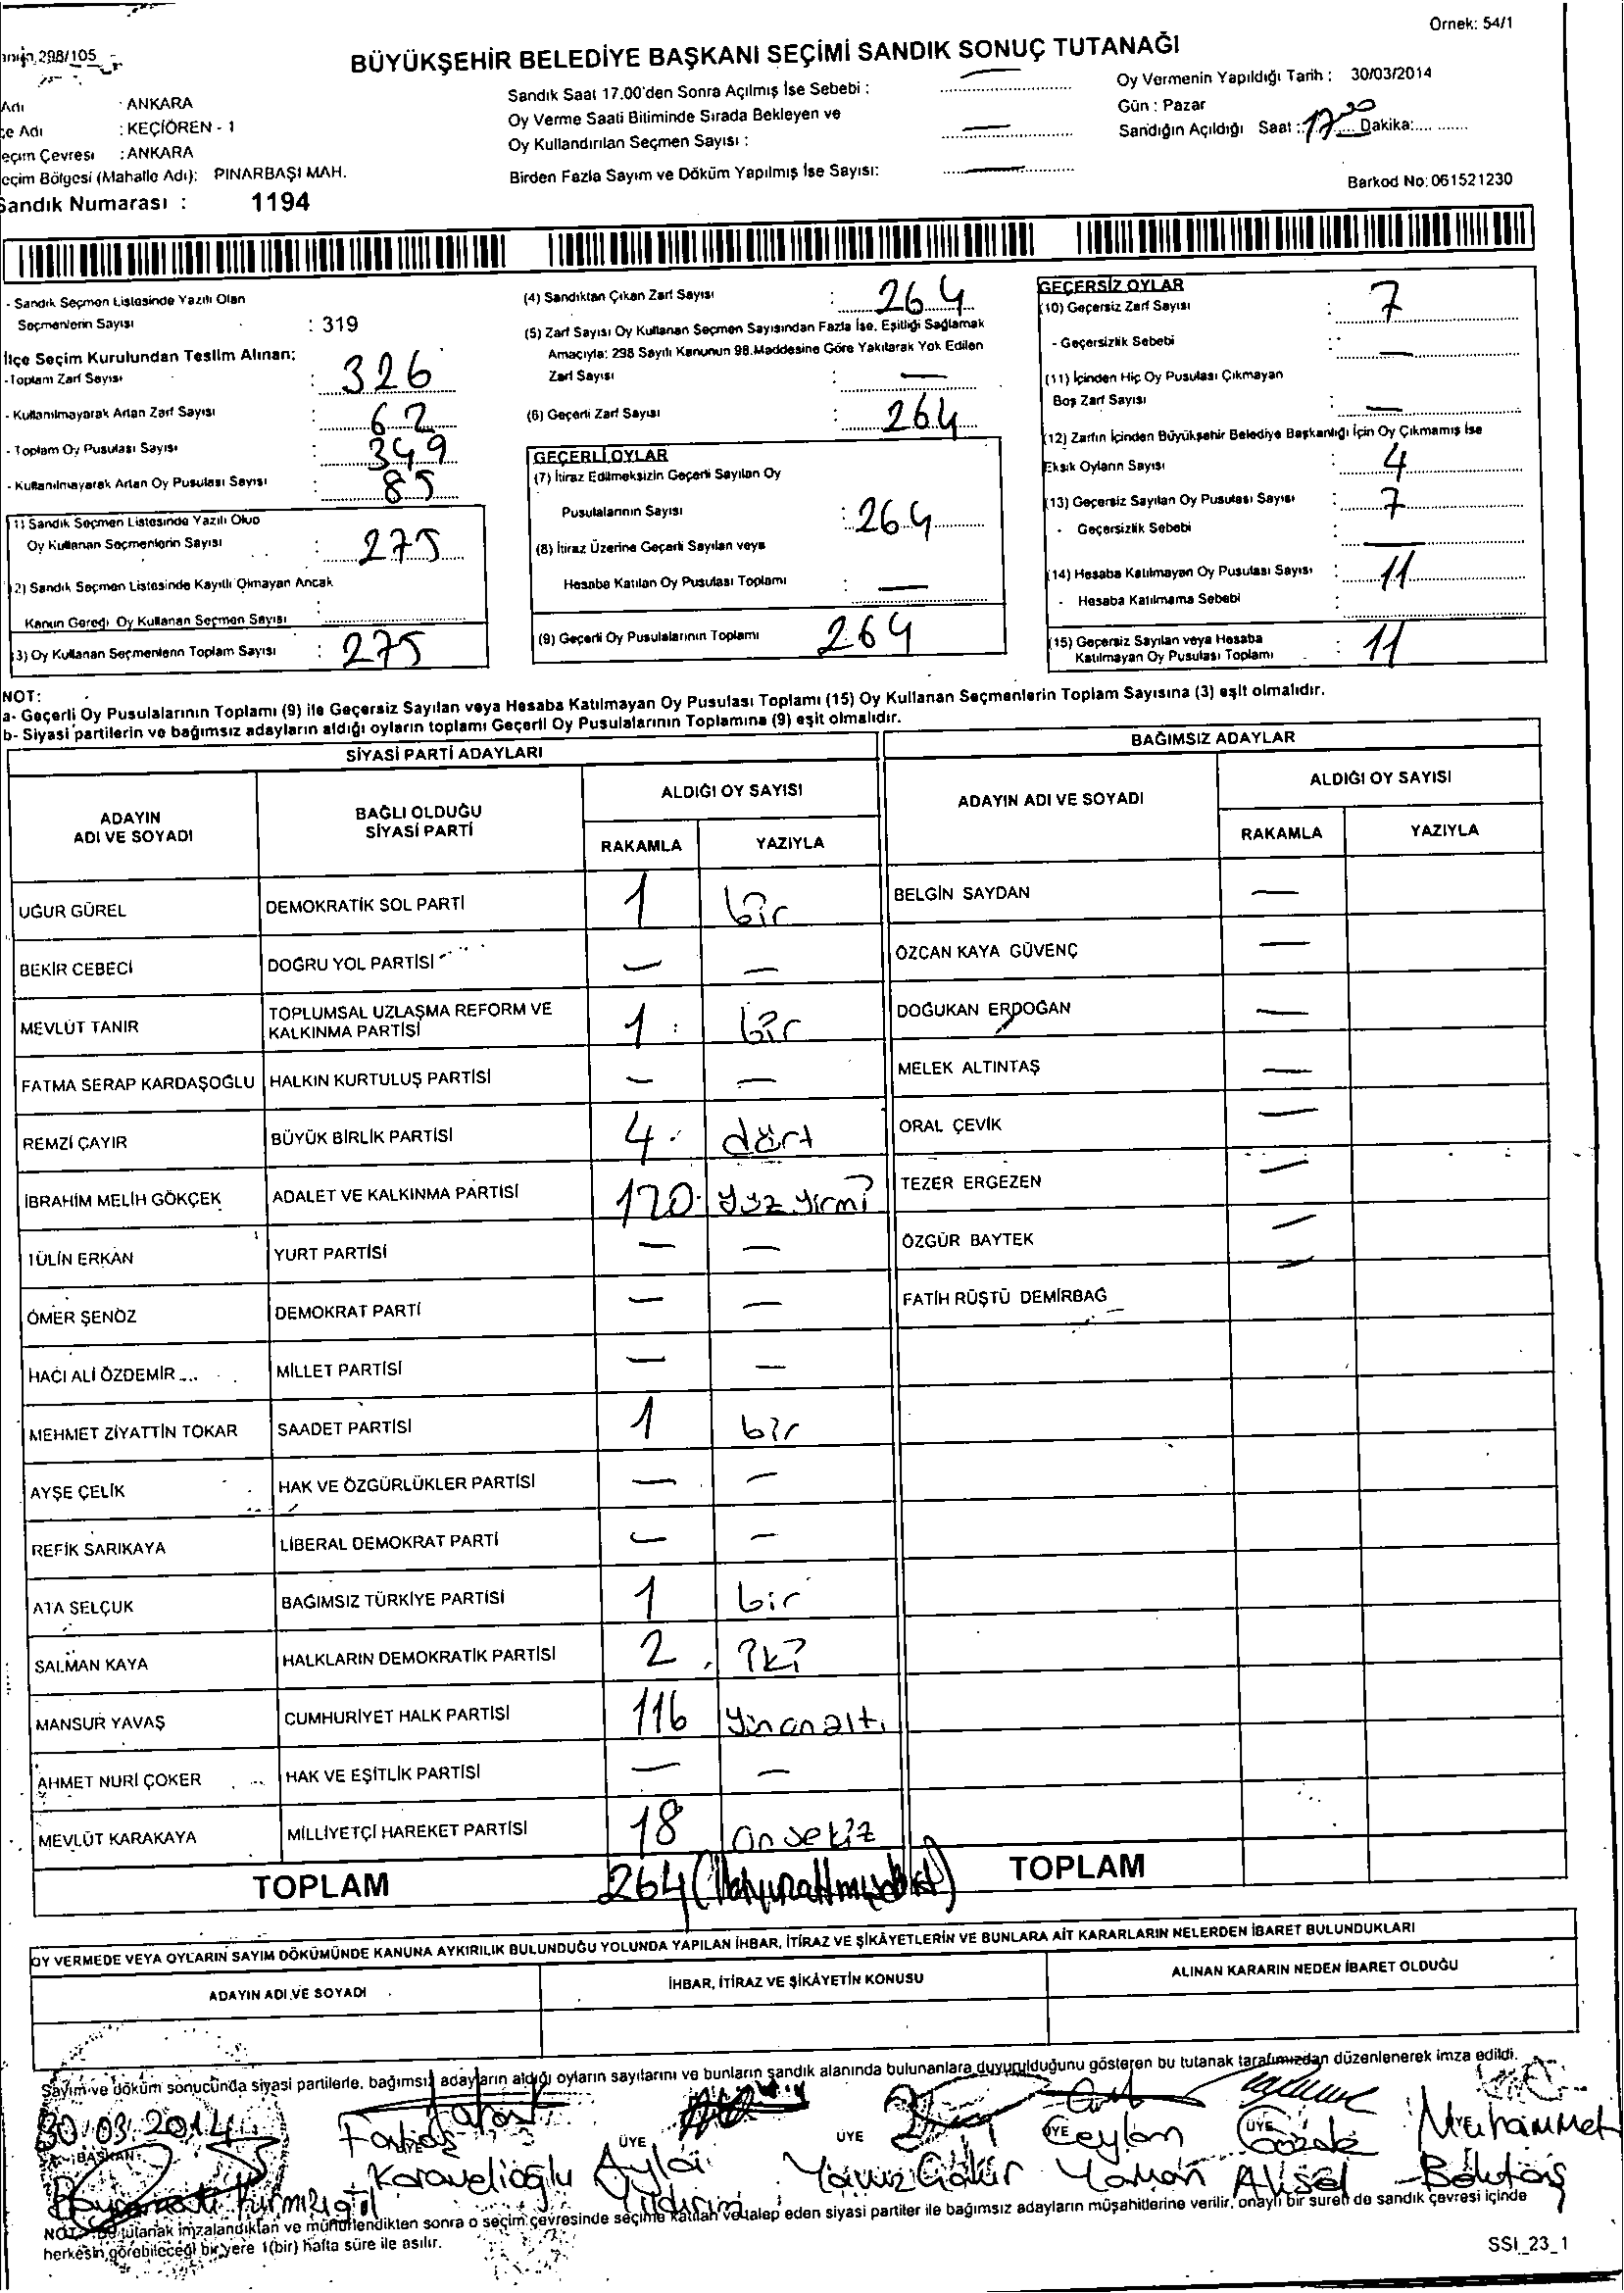 Örnek: 54/1
298/105
BÜYÜKŞEHİR BELEDİYE BAŞKANI SEÇİMİ SANDIK SONUÇ TUTANAĞI
Adı : ANKARA
çe Adı : KEÇİÖREN - 1
eçim Çevresi : ANKARA
eçim Bölgesi (Mahalle Adı): PINARBAŞI MAH.
Sandık Numarası : 1194
Sandık Saat 17.00'den Sonra Açılmış İse Sebebi : —
Oy Verme Saati Bitiminde Sırada Bekleyen ve
Oy Kullandırılan Seçmen Sayısı : —
Birden Fazla Sayım ve Döküm Yapılmış İse Sayısı: —
Oy Vermenin Yapıldığı Tarih : 30/03/2014
Gün : Pazar
Sandığın Açıldığı Saat : 17 20 Dakika:
Barkod No: 061521230
- Sandık Seçmen Listesinde Yazılı Olan
Seçmenlerin Sayısı : 319
İlçe Seçim Kurulundan Teslim Alınan:
-Toplam Zarf Sayısı : 326
- Kullanılmayarak Artan Zarf Sayısı : 62
- Toplam Oy Pusulası Sayısı : 349
- Kullanılmayarak Artan Oy Pusulası Sayısı : 85
1) Sandık Seçmen Listesinde Yazılı Olup
Oy Kullanan Seçmenlerin Sayısı : 275
2) Sandık Seçmen Listesinde Kayıtlı Olmayan Ancak
Kanun Gereği Oy Kullanan Seçmen Sayısı :
3) Oy Kullanan Seçmenlerin Toplam Sayısı : 275
(4) Sandıktan Çıkan Zarf Sayısı : 264
(5) Zarf Sayısı Oy Kullanan Seçmen Sayısından Fazla İse, Eşitliği Sağlamak
Amacıyla: 298 Sayılı Kanunun 98.Maddesine Göre Yakılarak Yok Edilen
Zarf Sayısı : —
(6) Geçerli Zarf Sayısı : 264
GEÇERLİ OYLAR
(7) İtiraz Edilmeksizin Geçerli Sayılan Oy
Pusulalarının Sayısı : 264
(8) İtiraz Üzerine Geçerli Sayılan veya
Hesaba Katılan Oy Pusulası Toplamı : —
(9) Geçerli Oy Pusulalarının Toplamı 264
GEÇERSİZ OYLAR
(10) Geçersiz Zarf Sayısı : 7
- Geçersizlik Sebebi : —
(11) İçinden Hiç Oy Pusulası Çıkmayan
Boş Zarf Sayısı : —
(12) Zarfın İçinden Büyükşehir Belediye Başkanlığı İçin Oy Çıkmamış İse
Eksik Oyların Sayısı : 4
(13) Geçersiz Sayılan Oy Pusulası Sayısı : 7
- Geçersizlik Sebebi : —
(14) Hesaba Katılmayan Oy Pusulası Sayısı : 11
- Hesaba Katılmama Sebebi :
(15) Geçersiz Sayılan veya Hesaba
Katılmayan Oy Pusulası Toplamı : 11
NOT:
a- Geçerli Oy Pusulalarının Toplamı (9) ile Geçersiz Sayılan veya Hesaba Katılmayan Oy Pusulası Toplamı (15) Oy Kullanan Seçmenlerin Toplam Sayısına (3) eşit olmalıdır.
b- Siyasi partilerin ve bağımsız adayların aldığı oyların toplamı Geçerli Oy Pusulalarının Toplamına (9) eşit olmalıdır.
SİYASİ PARTİ ADAYLARI
ADAYIN ADI VE SOYADI BAĞLI OLDUĞU SİYASİ PARTİ ALDIĞI OY SAYISI
RAKAMLA YAZIYLA
UĞUR GÜREL DEMOKRATİK SOL PARTİ 1 bir
BEKİR CEBECİ DOĞRU YOL PARTİSİ — —
MEVLÜT TANIR TOPLUMSAL UZLAŞMA REFORM VE KALKINMA PARTİSİ 1 bir
FATMA SERAP KARDAŞOĞLU HALKIN KURTULUŞ PARTİSİ — —
REMZİ ÇAYIR BÜYÜK BİRLİK PARTİSİ 4 dört
İBRAHİM MELİH GÖKÇEK ADALET VE KALKINMA PARTİSİ 120 yüz yirmi
TÜLİN ERKAN YURT PARTİSİ — —
ÖMER ŞENÖZ DEMOKRAT PARTİ — —
HACI ALİ ÖZDEMİR MİLLET PARTİSİ — —
MEHMET ZİYATTİN TOKAR SAADET PARTİSİ 1 bir
AYŞE ÇELİK HAK VE ÖZGÜRLÜKLER PARTİSİ — —
REFİK SARIKAYA LİBERAL DEMOKRAT PARTİ — —
ATA SELÇUK BAĞIMSIZ TÜRKİYE PARTİSİ 1 bir
SALMAN KAYA HALKLARIN DEMOKRATİK PARTİSİ 2 iki
MANSUR YAVAŞ CUMHURİYET HALK PARTİSİ 116 yüzonaltı
AHMET NURİ ÇOKER HAK VE EŞİTLİK PARTİSİ — —
MEVLÜT KARAKAYA MİLLİYETÇİ HAREKET PARTİSİ 18 onsekiz
TOPLAM 264 (İkiyüzaltmışdört)
BAĞIMSIZ ADAYLAR
ADAYIN ADI VE SOYADI ALDIĞI OY SAYISI
RAKAMLA YAZIYLA
BELGİN SAYDAN —
ÖZCAN KAYA GÜVENÇ —
DOĞUKAN ERDOĞAN —
MELEK ALTINTAŞ —
ORAL ÇEVİK —
TEZER ERGEZEN —
ÖZGÜR BAYTEK —
FATİH RÜŞTÜ DEMİRBAĞ —
TOPLAM
OY VERMEDE VEYA OYLARIN SAYIM DÖKÜMÜNDE KANUNA AYKIRILIK BULUNDUĞU YOLUNDA YAPILAN İHBAR, İTİRAZ VE ŞİKÂYETLERİN VE BUNLARA AİT KARARLARIN NELERDEN İBARET BULUNDUKLARI
ADAYIN ADI VE SOYADI İHBAR, İTİRAZ VE ŞİKÂYETİN KONUSU ALINAN KARARIN NEDEN İBARET OLDUĞU
Sayım ve döküm sonucunda siyasi partilerle, bağımsız adayların aldığı oyların sayılarını ve bunların sandık alanında bulunanlara duyurulduğunu gösteren bu tutanak tarafımızdan düzenlenerek imza edildi.
30.03.2014
BAŞKAN ÜYE ÜYE ÜYE ÜYE
Karavelioğlu Aylâ Yıldırım
Yavuz Ceylan Yaman
Muhammet Bektaş
NOT: Bu tutanak imzalandıktan ve mühürlendikten sonra o seçim çevresinde seçime katılan ve talep eden siyasi partiler ile bağımsız adayların müşahitlerine verilir, onaylı bir sureti de sandık çevresi içinde
herkesin görebileceği bir yere 1(bir) hafta süre ile asılır.
SSI_23_1